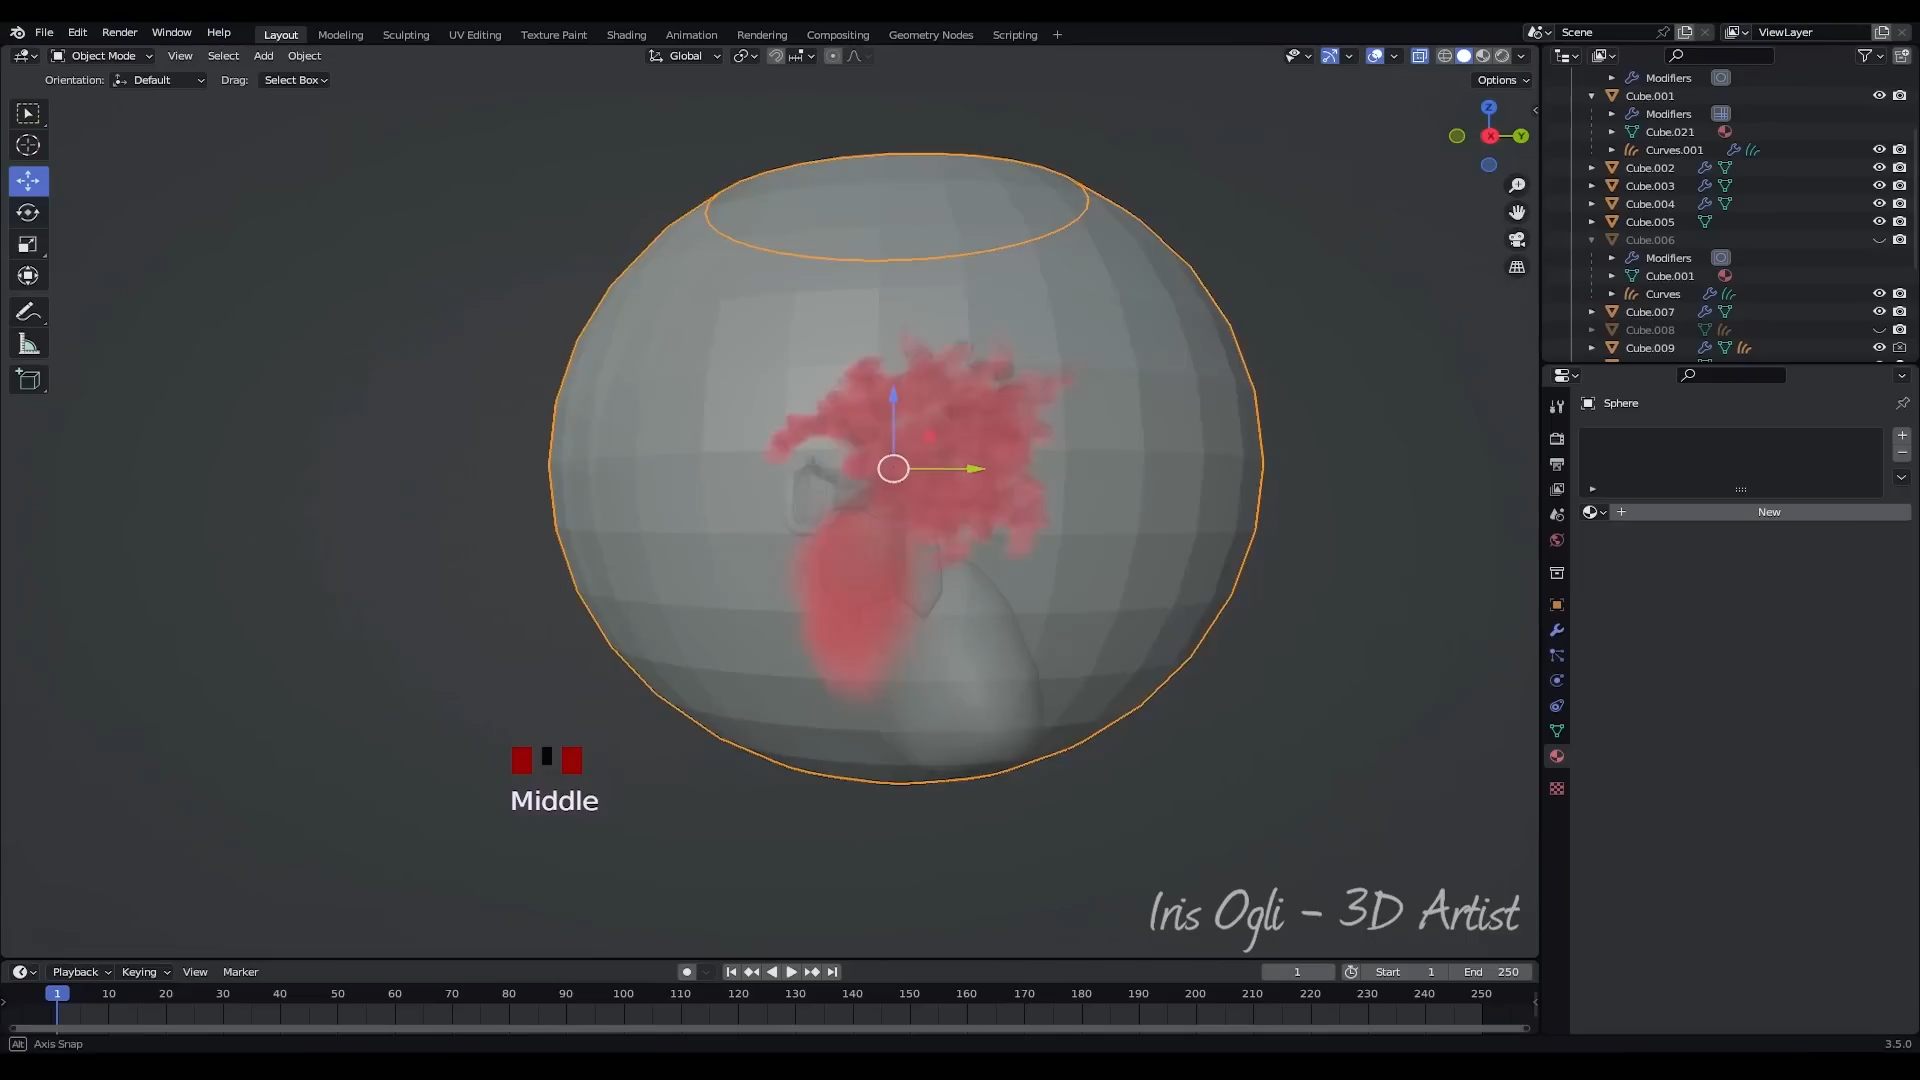 File Edit Render Window Help Layout Modeling Sculpting UV Editing Texture Paint Shading Animation Rendering Compositing Geometry Nodes Scripting + Scene ViewLayer
Object Mode View Select Add Object Global
Orientation: Default Drag: Select Box Options
Z
X
Y
Modifiers
Cube.001
Modifiers
Cube.021
Curves.001
Cube.002
Cube.003
Cube.004
Cube.005
Cube.006
Modifiers
Cube.001
Curves
Cube.007
Cube.008
Cube.009
Sphere
New
Middle
Iris Ogli - 3D Artist
Playback Keying View Marker 1 Start 1 End 250
1 10 20 30 40 50 60 70 80 90 100 110 120 130 140 150 160 170 180 190 200 210 220 230 240 250
Alt Axis Snap 3.5.0